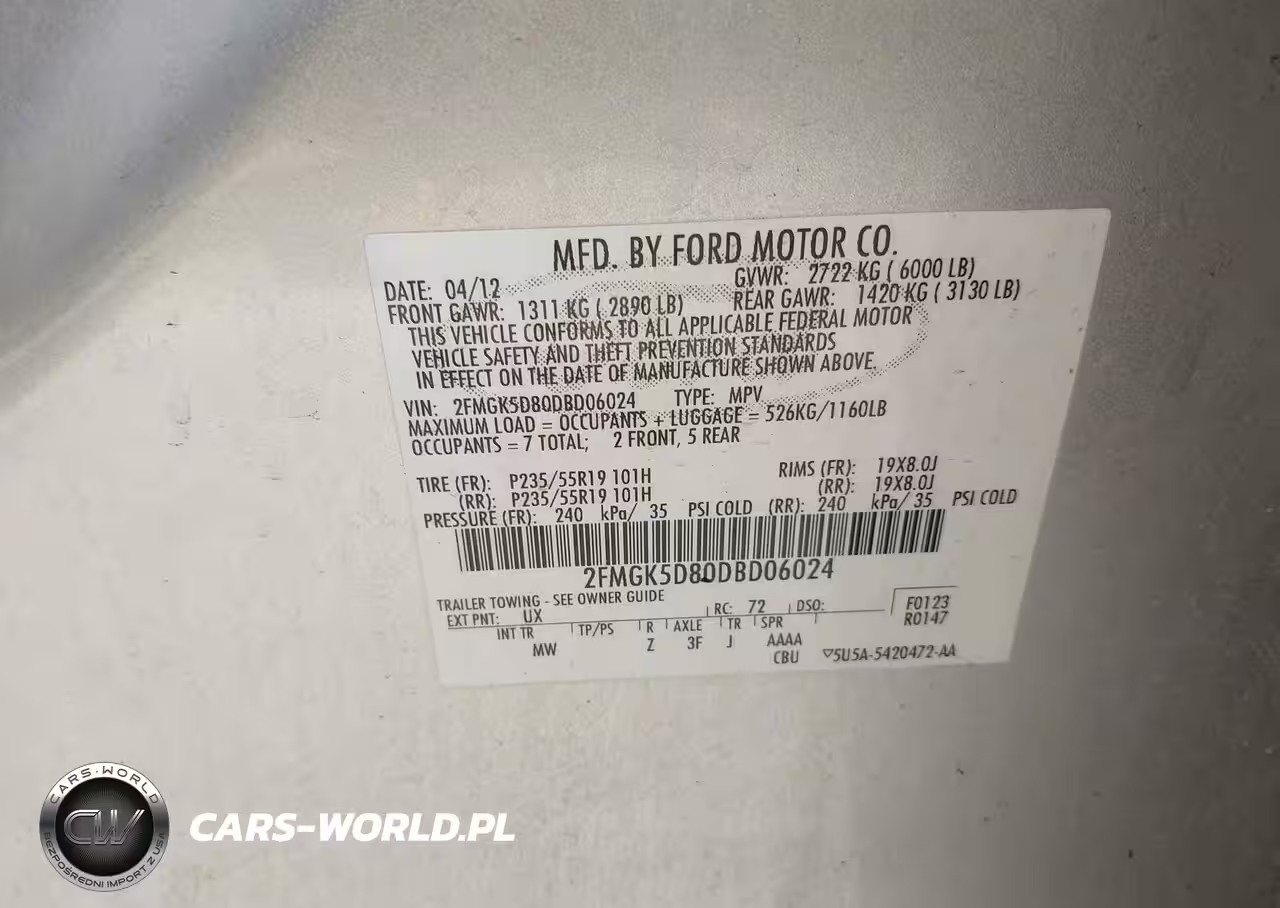 MFD. BY FORD MOTOR CO.
DATE: 04/12 GVWR: 2722 KG ( 6000 LB)
FRONT GAWR: 1311 KG ( 2890 LB) REAR GAWR: 1420 KG ( 3130 LB)
THIS VEHICLE CONFORMS TO ALL APPLICABLE FEDERAL MOTOR
VEHICLE SAFETY AND THEFT PREVENTION STANDARDS
IN EFFECT ON THE DATE OF MANUFACTURE SHOWN ABOVE.
VIN: 2FMGK5D80DBD06024 TYPE: MPV
MAXIMUM LOAD = OCCUPANTS + LUGGAGE = 526KG/1160LB
OCCUPANTS = 7 TOTAL; 2 FRONT, 5 REAR
TIRE (FR): P235/55R19 101H RIMS (FR): 19X8.0J
(RR): P235/55R19 101H (RR): 19X8.0J
PRESSURE (FR): 240 kPa/ 35 PSI COLD (RR): 240 kPa/ 35 PSI COLD
2FMGK5D80DBD06024
TRAILER TOWING - SEE OWNER GUIDE
EXT PNT: UX RC: 72 DSO: F0123
R0147
INT TR TP/PS R AXLE TR SPR
MW Z 3F J AAAA
CBU ▽5U5A-5420472-AA
CARS-WORLD
CW
BEZPOŚREDNI IMPORT Z USA
CARS-WORLD.PL